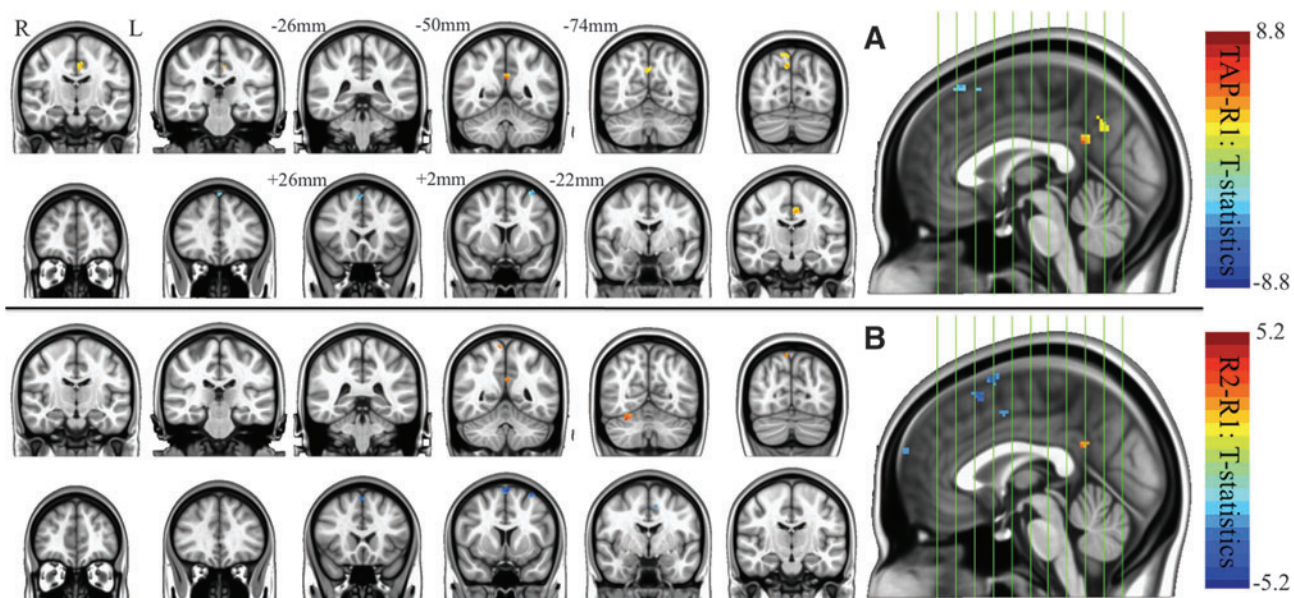 R L -26mm -50mm -74mm A 8.8
TAP-R1: T-statistics
+26mm +2mm -22mm
-8.8
B 5.2
R2-R1: T-statistics
-5.2